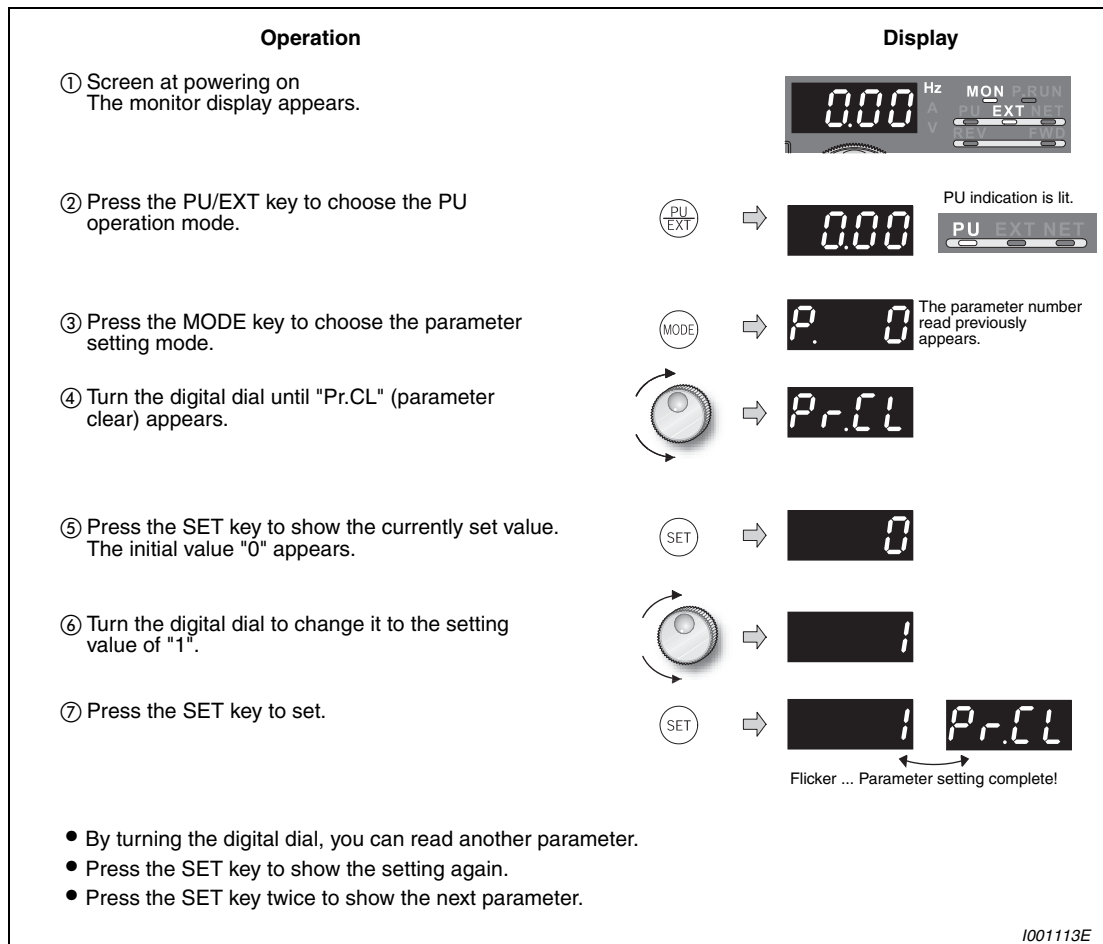 Operation
Display
① Screen at powering on
The monitor display appears.
0.00
Hz
A
V
MON P.RUN
PU EXT NET
REV FWD
② Press the PU/EXT key to choose the PU
operation mode.
PU
EXT
0.00
PU indication is lit.
PU EXT NET
③ Press the MODE key to choose the parameter
setting mode.
MODE
P. 0
The parameter number
read previously
appears.
④ Turn the digital dial until "Pr.CL" (parameter
clear) appears.
Pr.CL
⑤ Press the SET key to show the currently set value.
The initial value "0" appears.
SET
0
⑥ Turn the digital dial to change it to the setting
value of "1".
1
⑦ Press the SET key to set.
SET
1 Pr.CL
Flicker ... Parameter setting complete!
• By turning the digital dial, you can read another parameter.
• Press the SET key to show the setting again.
• Press the SET key twice to show the next parameter.
I001113E